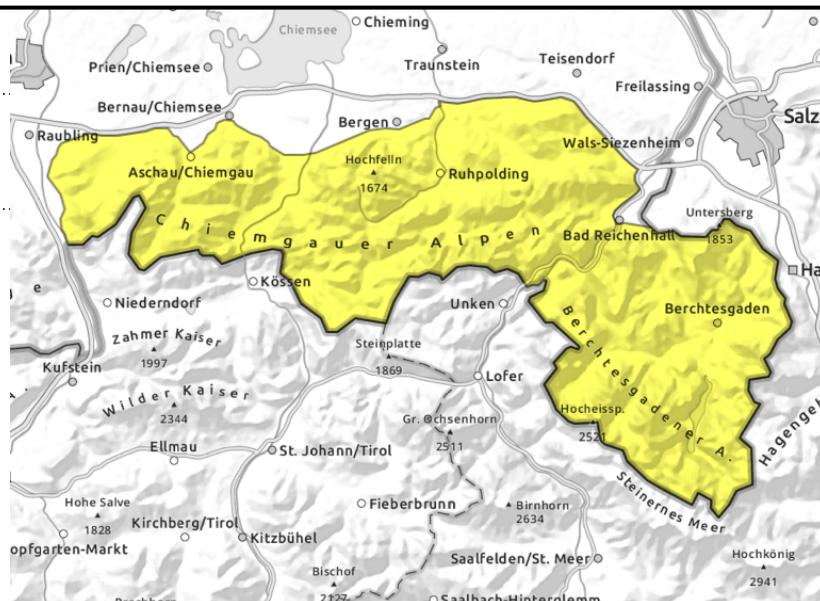 Chieming
Chiemsee
Traunstein
Teisendorf
Prien/Chiemsee
Freilassing
Bernau/Chiemsee
Salz
Bergen
Raubling
Wals-Siezenheim
Hochfelln
1674
Aschau/Chiemgau
Ruhpolding
Untersberg
1853
Chiemgauer Alpen
Bad Reichenhall
Ha
Kössen
e
Niederndorf
Unken
Berchtesgaden
Zahmer Kaiser
1997
Steinplatte
1869
Berchtesgadener A.
Kufstein
Lofer
Wilder Kaiser
2344
Hocheissp.
2521
Gr. Ochsenhorn
2511
Hagengeb
Ellmau
St. Johann/Tirol
Steinernes Meer
Hohe Salve
1828
Fieberbrunn
Birnhorn
2634
Kirchberg/Tirol
Kitzbühel
opfgarten-Markt
Saalfelden/St. Meer
Hochkönig
2941
Bischof
2127
Saalbach-Hinterglemm